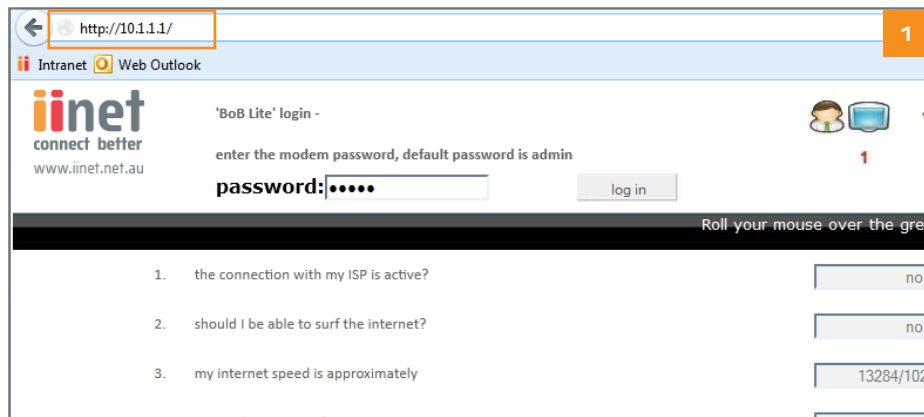 http://10.1.1.1/
1
Intranet Web Outlook
iinet
connect better
www.iinet.net.au
'BoB Lite' login -
enter the modem password, default password is admin
password: •••••
log in
1
Roll your mouse over the gre
1. the connection with my ISP is active?
no
2. should I be able to surf the internet?
no
3. my internet speed is approximately
13284/102